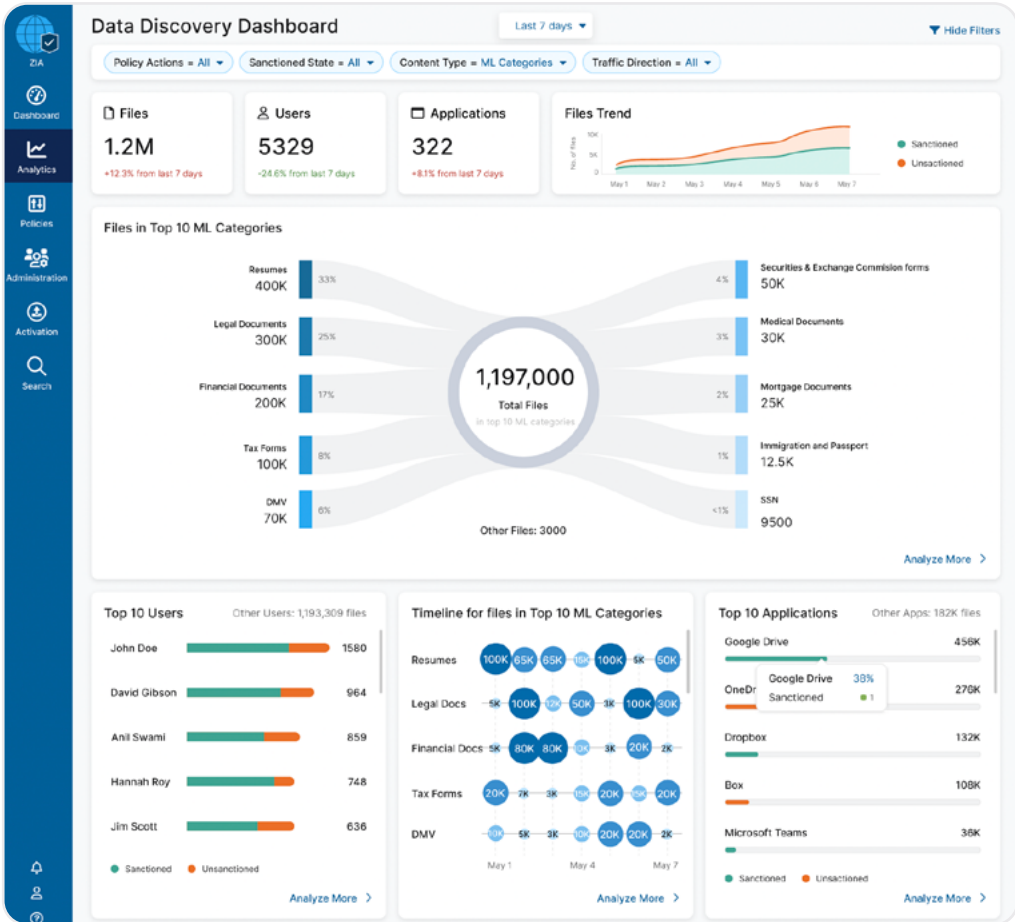 ZIA
Dashboard
Analytics
Policies
Administration
Activation
Search
Data Discovery Dashboard
Last 7 days
Hide Filters
Policy Actions = All
Sanctioned State = All
Content Type = ML Categories
Traffic Direction = All
Files
1.2M
+12.3% from last 7 days
Users
5329
-24.6% from last 7 days
Applications
322
+8.1% from last 7 days
Files Trend
No. of files
10K
5K
0
May 1 May 2 May 3 May 4 May 5 May 6 May 7
Sanctioned
Unsactioned
Files in Top 10 ML Categories
Resumes
400K
33%
Legal Documents
300K
25%
Financial Documents
200K
17%
Tax Forms
100K
8%
DMV
70K
6%
1,197,000
Total Files
in top 10 ML categories
Other Files: 3000
4%
Securities & Exchange Commision forms
50K
3%
Medical Documents
30K
2%
Mortgage Documents
25K
1%
Immigration and Passport
12.5K
<1%
SSN
9500
Analyze More
Top 10 Users
Other Users: 1,193,309 files
John Doe 1580
David Gibson 964
Anil Swami 859
Hannah Roy 748
Jim Scott 636
Sanctioned Unsanctioned
Analyze More
Timeline for files in Top 10 ML Categories
Resumes 100K 65K 65K 15K 100K 5K 50K
Legal Docs 5K 100K 12K 50K 3K 100K 30K
Financial Docs 5K 80K 80K 10K 3K 20K 2K
Tax Forms 20K 7K 3K 15K 20K 15K 20K
DMV 10K 5K 3K 10K 20K 20K 2K
May 1 May 4 May 7
Analyze More
Top 10 Applications
Other Apps: 182K files
Google Drive 456K
Google Drive 38%
Sanctioned 1
OneDr 276K
Dropbox 132K
Box 108K
Microsoft Teams 36K
Sanctioned Unsactioned
Analyze More